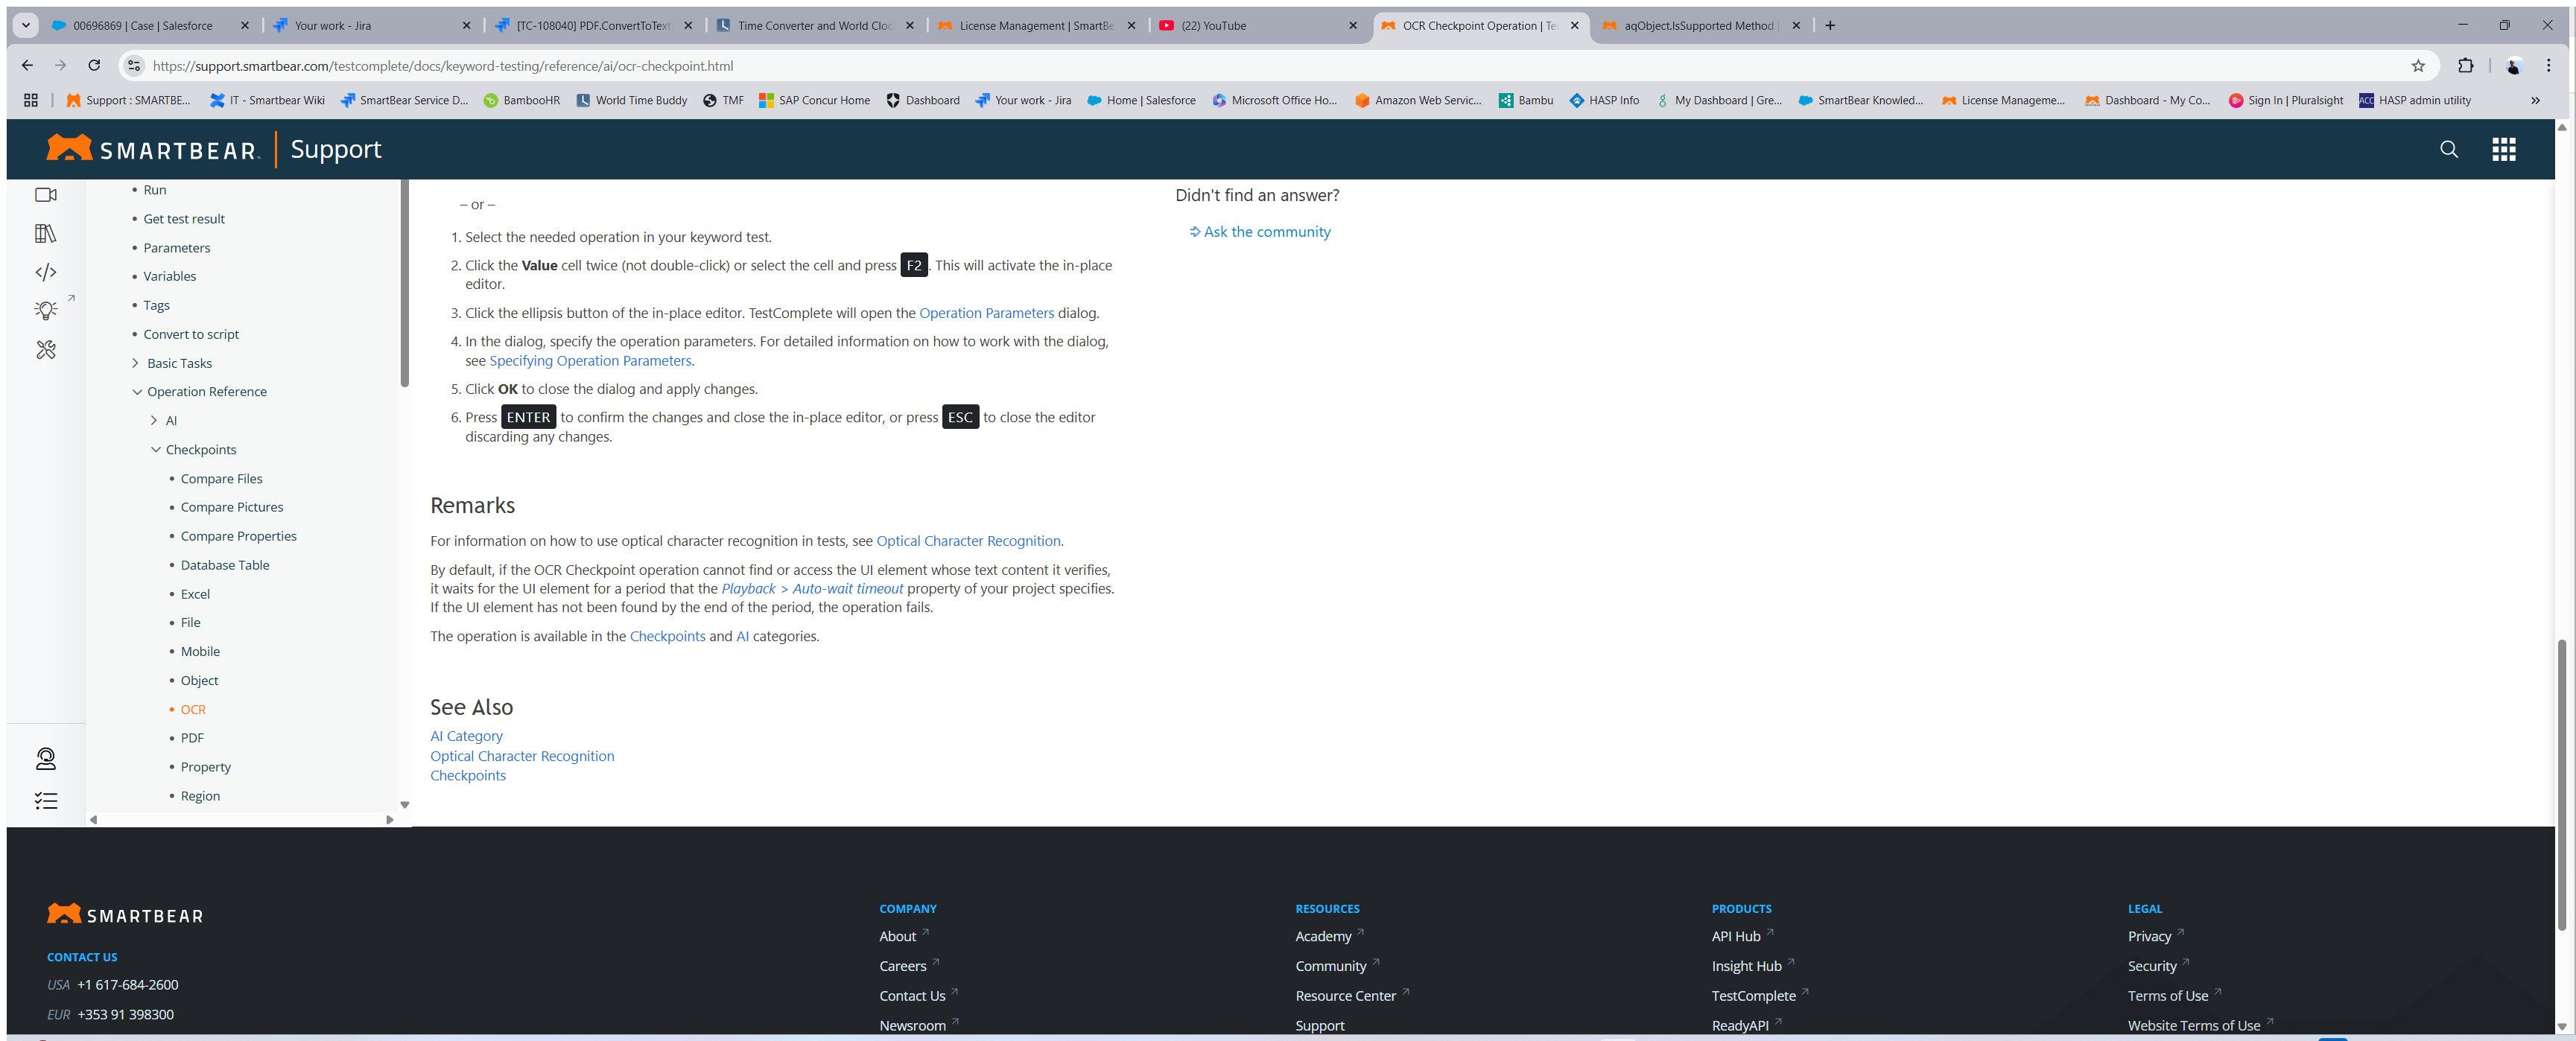 00696869 | Case | Salesforce
Your work - Jira
[TC-108040] PDF.ConvertToText
Time Converter and World Cloc
License Management | SmartBe
(22) YouTube
OCR Checkpoint Operation | Te
aqObject.IsSupported Method |
https://support.smartbear.com/testcomplete/docs/keyword-testing/reference/ai/ocr-checkpoint.html
Support : SMARTBE...
IT - Smartbear Wiki
SmartBear Service D...
BambooHR
World Time Buddy
TMF
SAP Concur Home
Dashboard
Your work - Jira
Home | Salesforce
Microsoft Office Ho...
Amazon Web Servic...
Bambu
HASP Info
My Dashboard | Gre...
SmartBear Knowled...
License Manageme...
Dashboard - My Co...
Sign In | Pluralsight
ACC HASP admin utility
SMARTBEAR Support
Run
Get test result
Parameters
Variables
Tags
Convert to script
Basic Tasks
Operation Reference
AI
Checkpoints
Compare Files
Compare Pictures
Compare Properties
Database Table
Excel
File
Mobile
Object
OCR
PDF
Property
Region
– or –
1. Select the needed operation in your keyword test.
2. Click the Value cell twice (not double-click) or select the cell and press F2. This will activate the in-place
editor.
3. Click the ellipsis button of the in-place editor. TestComplete will open the Operation Parameters dialog.
4. In the dialog, specify the operation parameters. For detailed information on how to work with the dialog,
see Specifying Operation Parameters.
5. Click OK to close the dialog and apply changes.
6. Press ENTER to confirm the changes and close the in-place editor, or press ESC to close the editor
discarding any changes.
Remarks
For information on how to use optical character recognition in tests, see Optical Character Recognition.
By default, if the OCR Checkpoint operation cannot find or access the UI element whose text content it verifies,
it waits for the UI element for a period that the Playback > Auto-wait timeout property of your project specifies.
If the UI element has not been found by the end of the period, the operation fails.
The operation is available in the Checkpoints and AI categories.
See Also
AI Category
Optical Character Recognition
Checkpoints
Didn't find an answer?
Ask the community
SMARTBEAR
CONTACT US
USA +1 617-684-2600
EUR +353 91 398300
COMPANY
About
Careers
Contact Us
Newsroom
RESOURCES
Academy
Community
Resource Center
Support
PRODUCTS
API Hub
Insight Hub
TestComplete
ReadyAPI
LEGAL
Privacy
Security
Terms of Use
Website Terms of Use